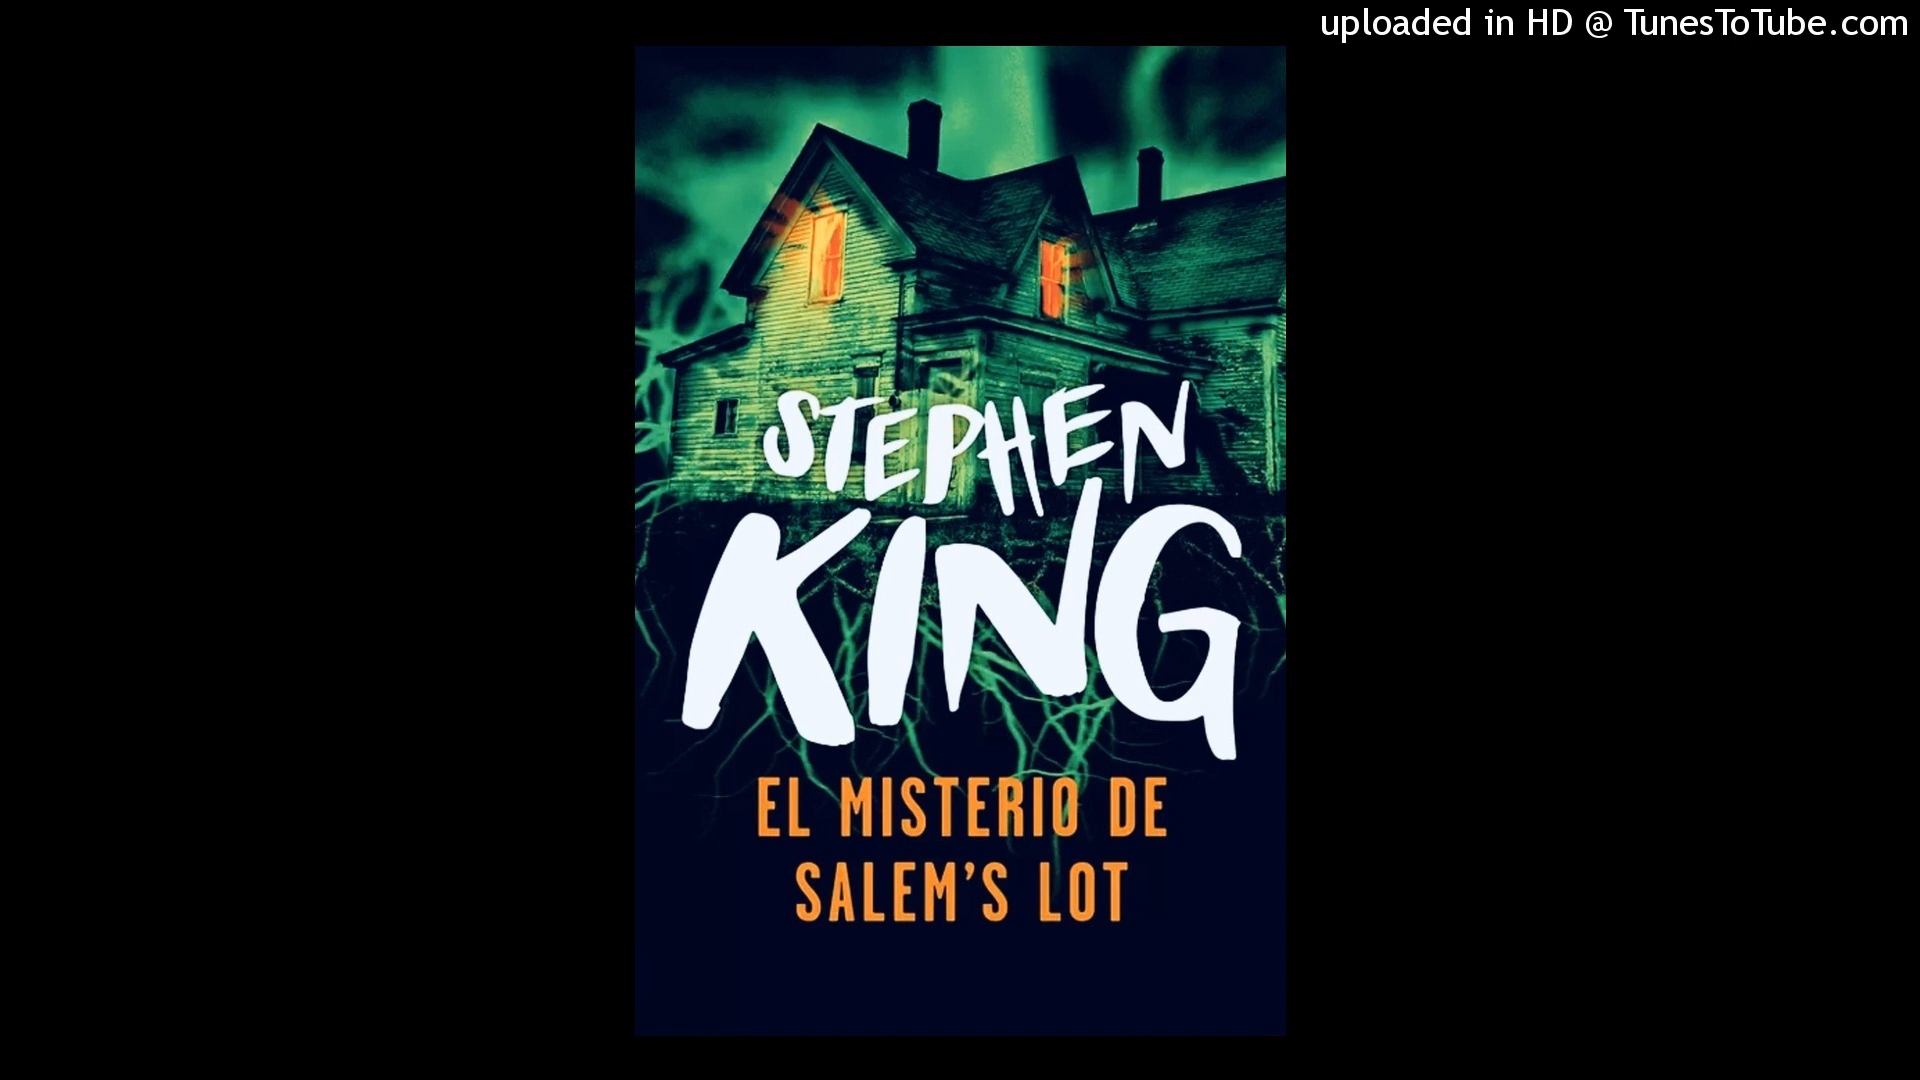 uploaded in HD @ TunesToTube.com
STEPHEN
KING
EL MISTERIO DE
SALEM'S LOT